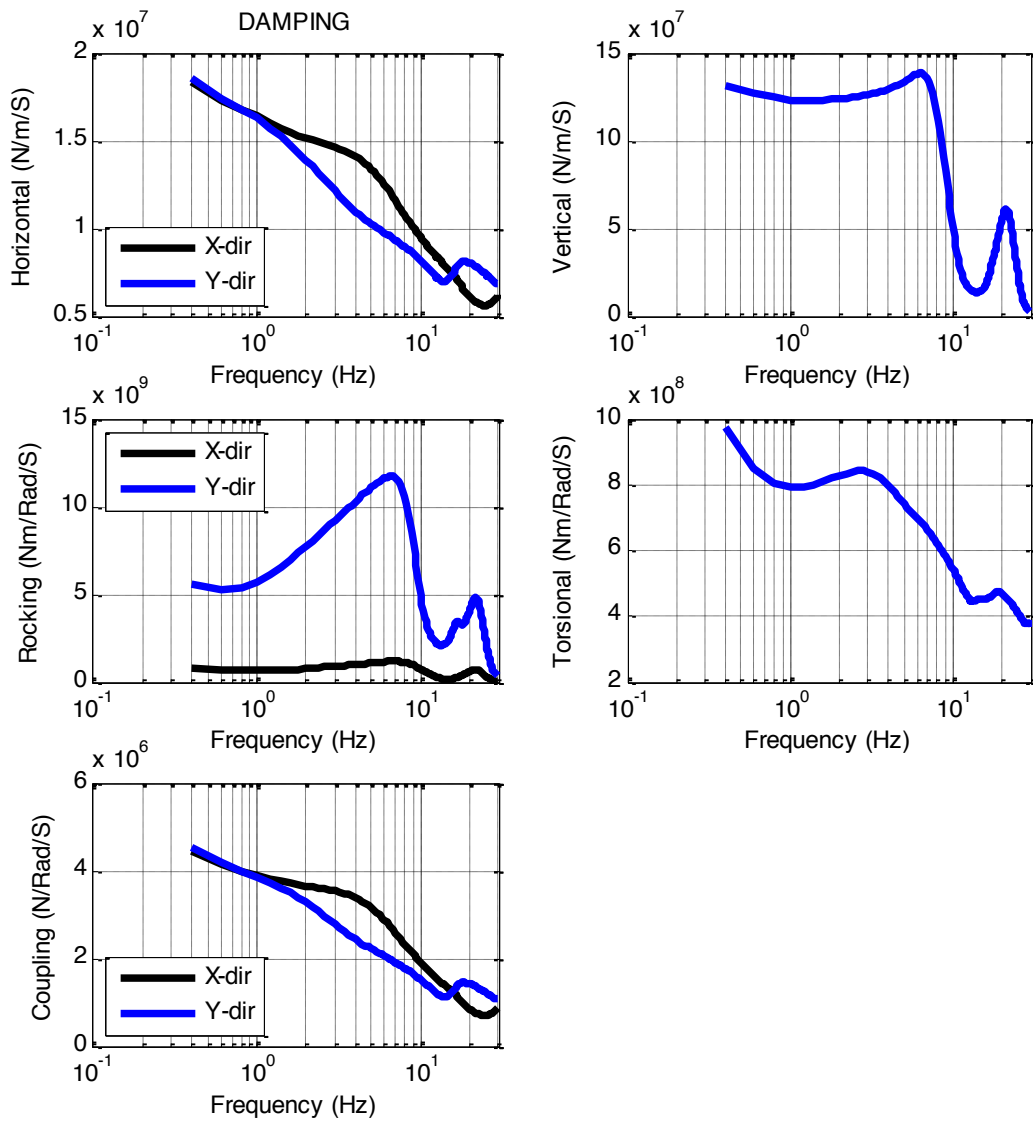 DAMPING
x 10^7
2
1.5
1
0.5
Horizontal (N/m/S)
X-dir
Y-dir
10^-1
10^0
10^1
Frequency (Hz)
x 10^7
15
10
5
0
Vertical (N/m/S)
10^-1
10^0
10^1
Frequency (Hz)
x 10^9
15
10
5
0
Rocking (Nm/Rad/S)
X-dir
Y-dir
10^-1
10^0
10^1
Frequency (Hz)
x 10^8
10
8
6
4
2
Torsional (Nm/Rad/S)
10^-1
10^0
10^1
Frequency (Hz)
x 10^6
6
4
2
0
Coupling (N/Rad/S)
X-dir
Y-dir
10^-1
10^0
10^1
Frequency (Hz)